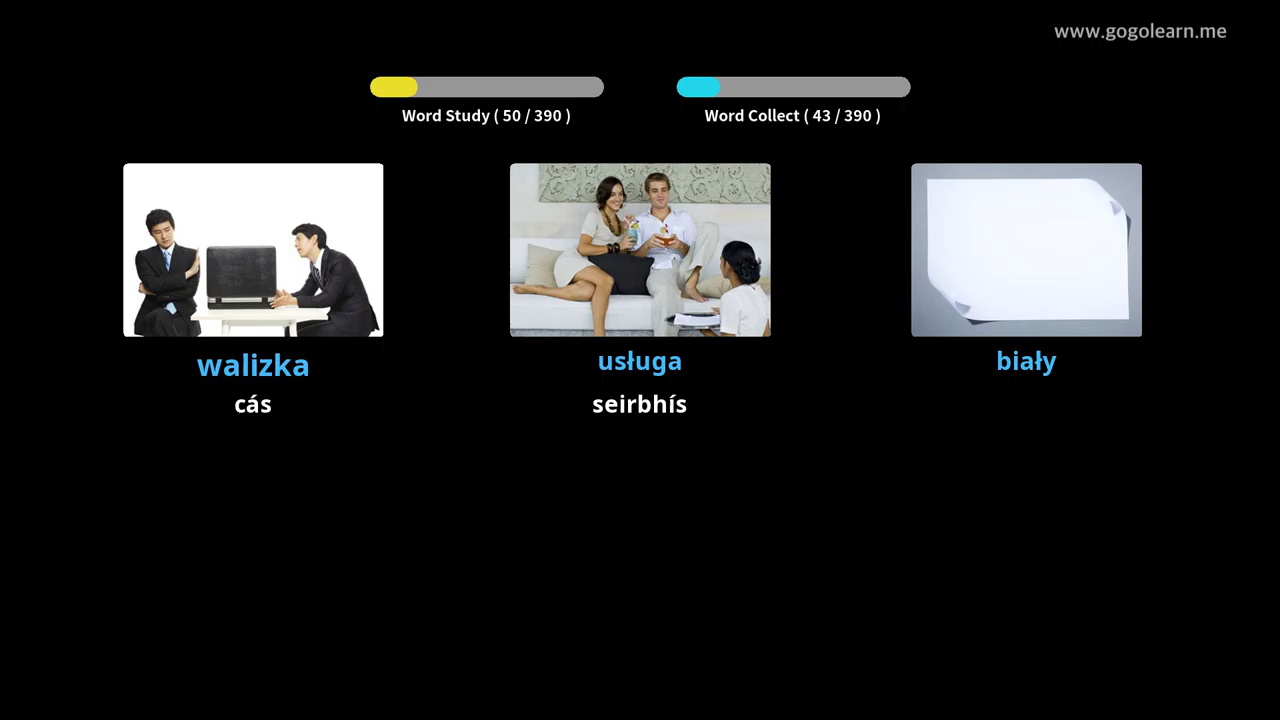 www.gogolearn.me
Word Study ( 50 / 390 )
Word Collect ( 43 / 390 )
walizka
cás
usługa
seirbhís
biały